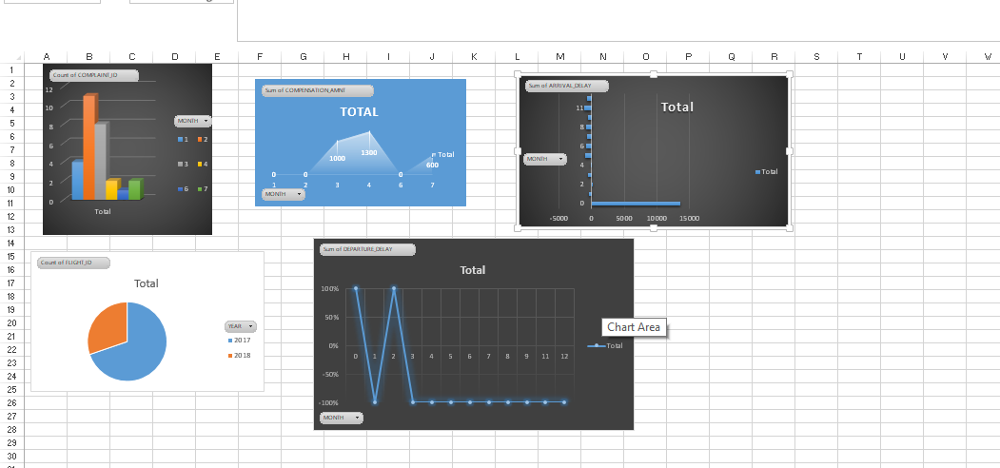 A B C D E F G H I J K L M N O P Q R S T U V W
1
2
3
4
5
6
7
8
9
10
11
12
13
14
15
16
17
18
19
20
21
22
23
24
25
26
27
28
29
30
Count of COMPLAINT_ID
12
10
8
6
4
2
0
Total
MONTH
1 2
3 4
6 7
Sum of COMPENSATION_AMNT
TOTAL
0 0 1000 1300 0 600
1 2 3 4 6 7
Total
MONTH
Sum of ARRIVAL_DELAY
Total
11
8
6
4
2
0
-5000 0 5000 10000 15000
MONTH
Total
Count of FLIGHT_ID
Total
YEAR
2017
2018
Sum of DEPARTURE_DELAY
Total
100%
50%
0%
-50%
-100%
0 1 2 3 4 5 6 7 8 9 11 12
Total
MONTH
Chart Area